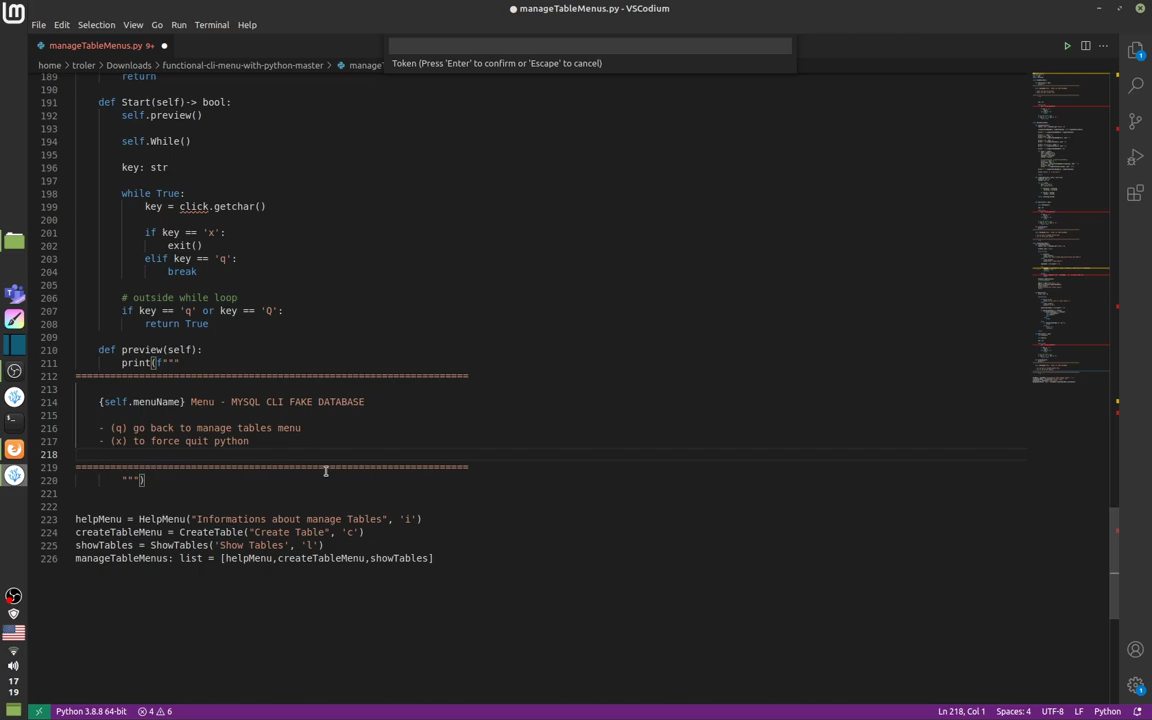 manageTableMenus.py - VSCodium
File Edit Selection View Go Run Terminal Help
manageTableMenus.py 9+
home > troler > Downloads > functional-cli-menu-with-python-master > manageT
Token (Press 'Enter' to confirm or 'Escape' to cancel)
189 return
190
191 def Start(self)-> bool:
192 self.preview()
193
194 self.While()
195
196 key: str
197
198 while True:
199 key = click.getchar()
200
201 if key == 'x':
202 exit()
203 elif key == 'q':
204 break
205
206 # outside while loop
207 if key == 'q' or key == 'Q':
208 return True
209
210 def preview(self):
211 print(f"""
212 ====================================================================
213
214 {self.menuName} Menu - MYSQL CLI FAKE DATABASE
215
216 - (q) go back to manage tables menu
217 - (x) to force quit python
218
219 ====================================================================
220 """)
221
222
223 helpMenu = HelpMenu("Informations about manage Tables", 'i')
224 createTableMenu = CreateTable("Create Table", 'c')
225 showTables = ShowTables('Show Tables', 'l')
226 manageTableMenus: list = [helpMenu,createTableMenu,showTables]
1
1
17
19
Python 3.8.8 64-bit 4 6 Ln 218, Col 1 Spaces: 4 UTF-8 LF Python